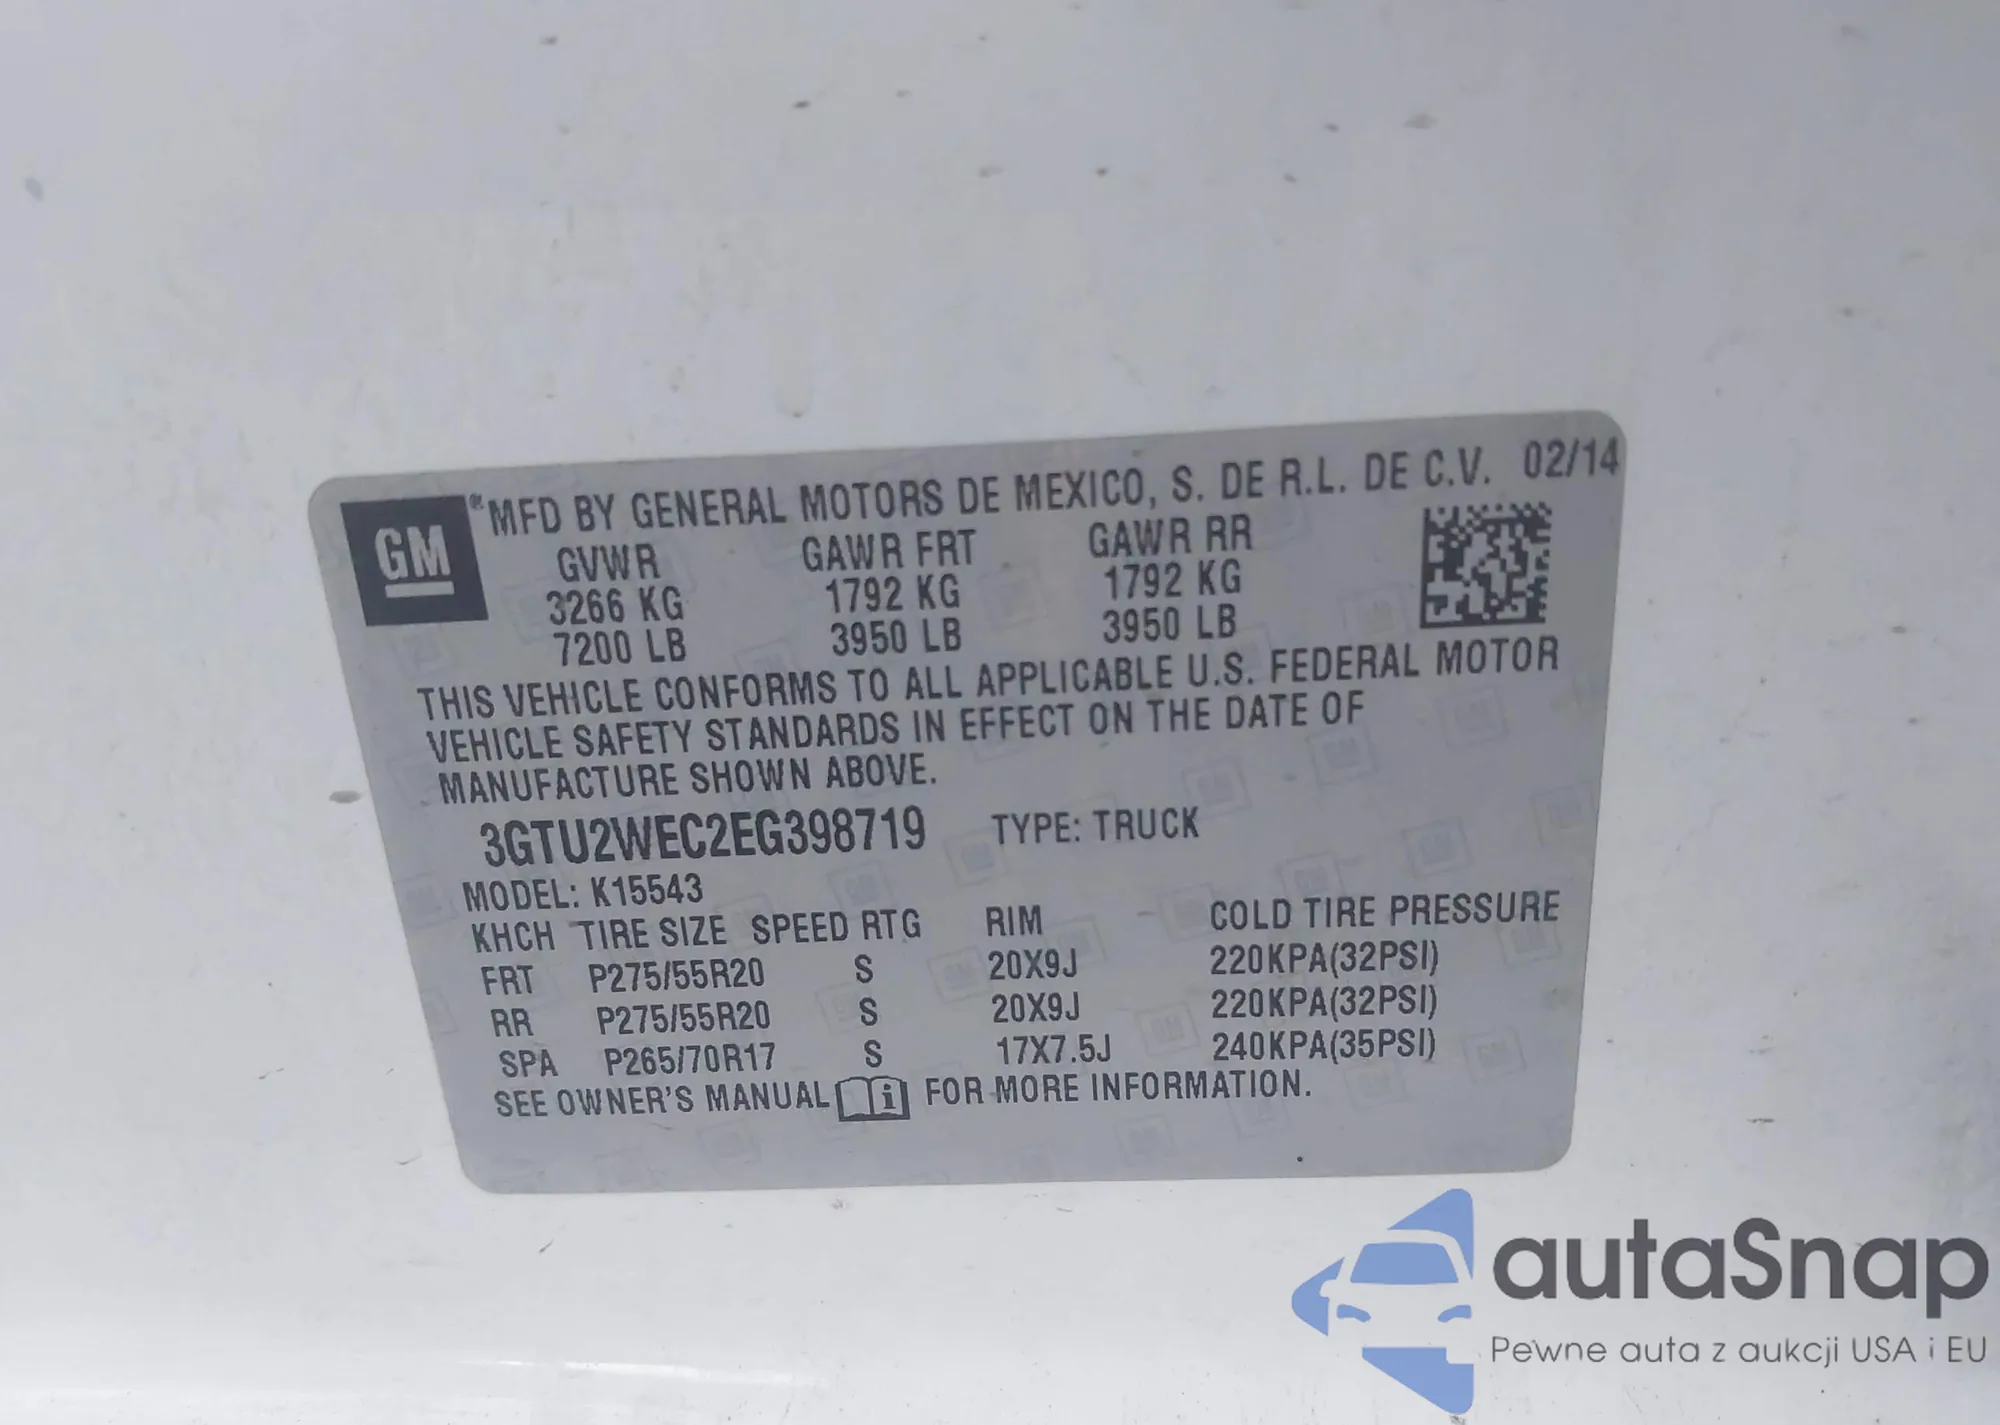 GM
®MFD BY GENERAL MOTORS DE MEXICO, S. DE R.L. DE C.V. 02/14
GVWR GAWR FRT GAWR RR
3266 KG 1792 KG 1792 KG
7200 LB 3950 LB 3950 LB
THIS VEHICLE CONFORMS TO ALL APPLICABLE U.S. FEDERAL MOTOR
VEHICLE SAFETY STANDARDS IN EFFECT ON THE DATE OF
MANUFACTURE SHOWN ABOVE.
3GTU2WEC2EG398719 TYPE: TRUCK
MODEL: K15543
KHCH TIRE SIZE SPEED RTG RIM COLD TIRE PRESSURE
FRT P275/55R20 S 20X9J 220KPA(32PSI)
RR P275/55R20 S 20X9J 220KPA(32PSI)
SPA P265/70R17 S 17X7.5J 240KPA(35PSI)
SEE OWNER'S MANUAL i FOR MORE INFORMATION.
autaSnap
Pewne auta z aukcji USA i EU